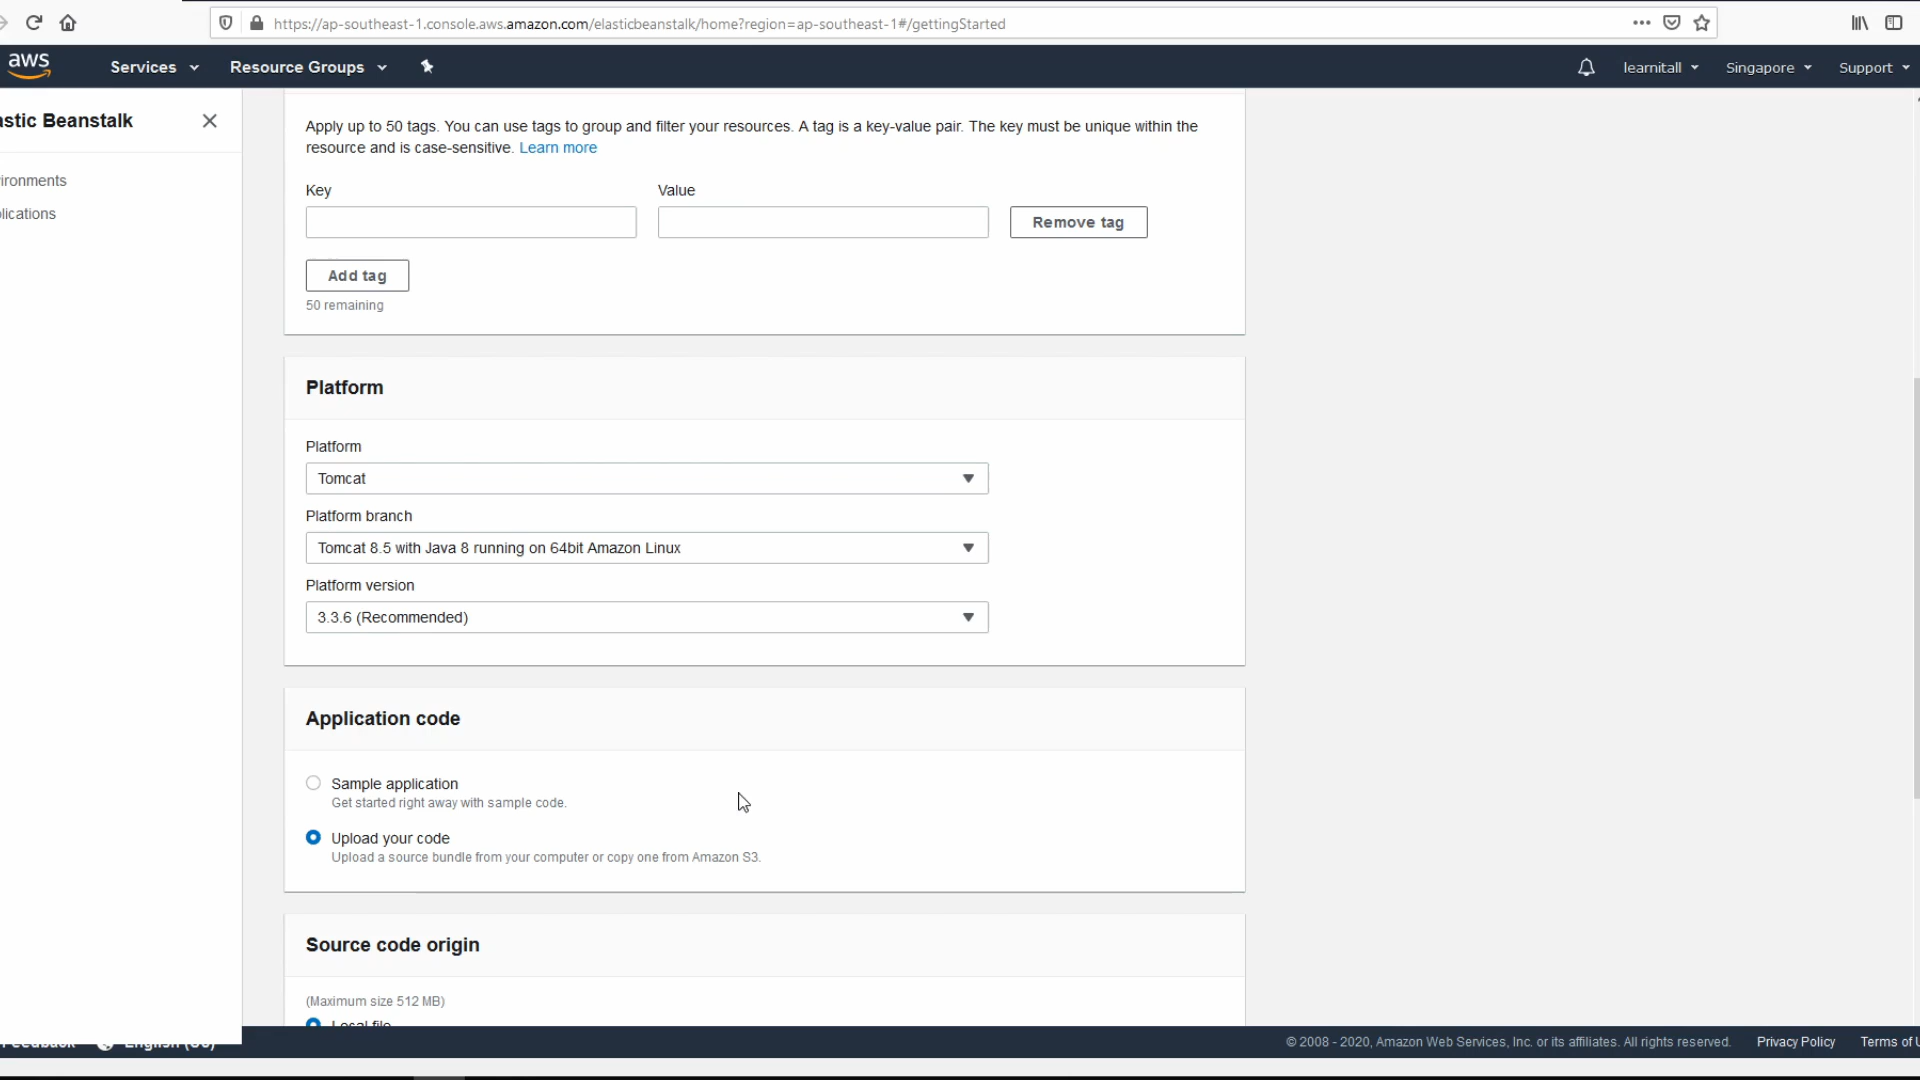 https://ap-southeast-1.console.aws.amazon.com/elasticbeanstalk/home?region=ap-southeast-1#/gettingStarted
aws
Services
Resource Groups
learnitall
Singapore
Support
astic Beanstalk
ironments
lications
Apply up to 50 tags. You can use tags to group and filter your resources. A tag is a key-value pair. The key must be unique within the
resource and is case-sensitive. Learn more
Key
Value
Remove tag
Add tag
50 remaining
Platform
Platform
Tomcat
Platform branch
Tomcat 8.5 with Java 8 running on 64bit Amazon Linux
Platform version
3.3.6 (Recommended)
Application code
Sample application
Get started right away with sample code.
Upload your code
Upload a source bundle from your computer or copy one from Amazon S3.
Source code origin
(Maximum size 512 MB)
Local file
Feedback
English (US)
© 2008 - 2020, Amazon Web Services, Inc. or its affiliates. All rights reserved.
Privacy Policy
Terms of U